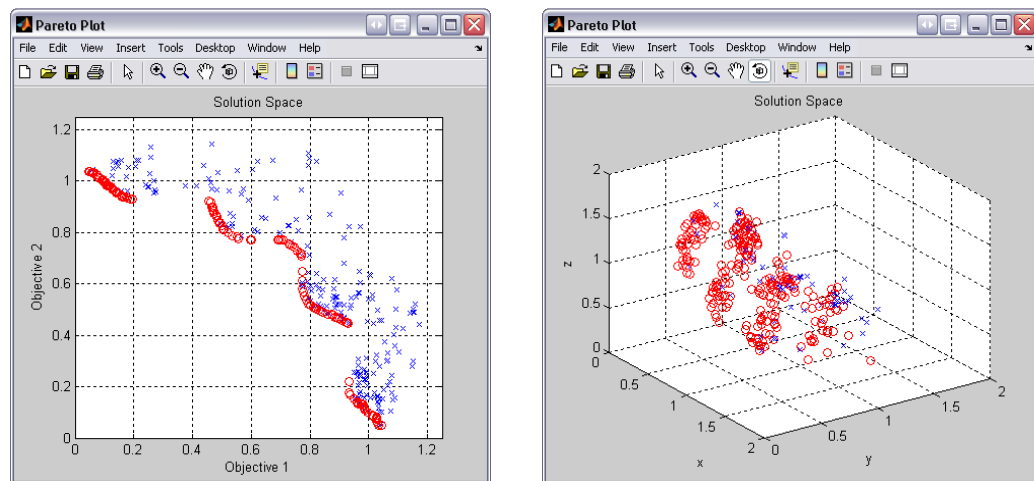 Pareto Plot
File Edit View Insert Tools Desktop Window Help
Solution Space
1.2
1
0.8
0.6
0.4
0.2
0
0 0.2 0.4 0.6 0.8 1 1.2
Objective 2
Objective 1
Pareto Plot
File Edit View Insert Tools Desktop Window Help
Solution Space
2
1.5
1
0.5
0
z
0
0.5
1
1.5
2
x
0
0.5
1
1.5
2
y